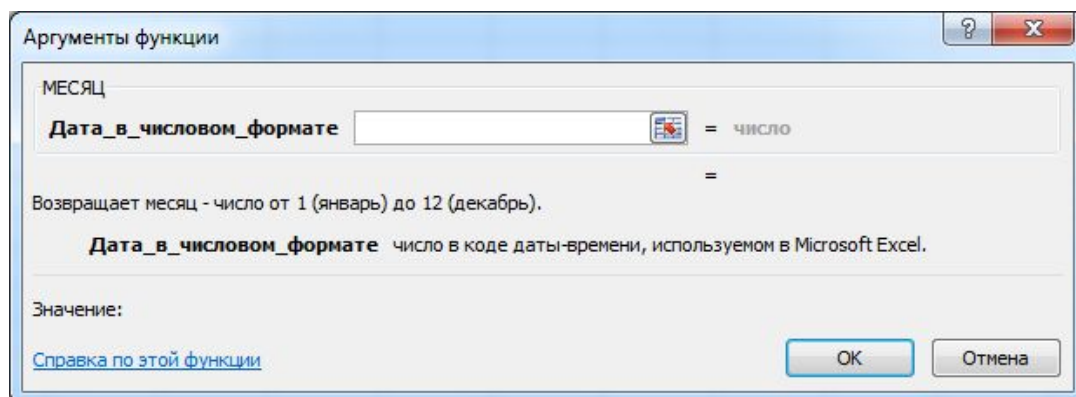 Аргументы функции
? X
МЕСЯЦ
Дата_в_числовом_формате = число
=
Возвращает месяц - число от 1 (январь) до 12 (декабрь).
Дата_в_числовом_формате число в коде даты-времени, используемом в Microsoft Excel.
Значение:
Справка по этой функции ОК Отмена